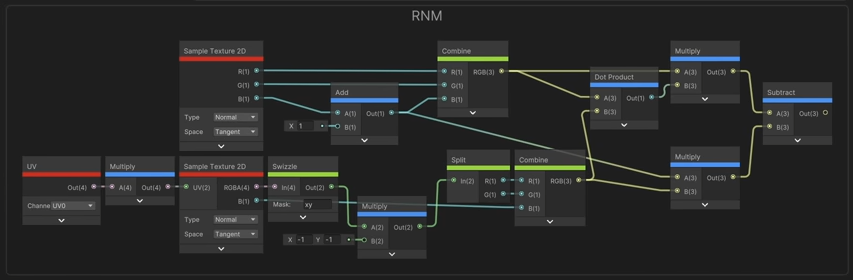 RNM
Sample Texture 2D
R(1)
G(1)
B(1)
Type Normal
Space Tangent
Add
A(1) Out(1)
X 1 B(1)
Combine
R(1) RGB(3)
G(1)
B(1)
Dot Product
A(3) Out(1)
B(3)
Multiply
A(3) Out(3)
B(3)
Subtract
A(3) Out(3)
B(3)
Multiply
A(3) Out(3)
B(3)
UV
Out(4)
Channe UV0
Multiply
A(4) Out(4)
Sample Texture 2D
UV(2) RGBA(4)
B(1)
Type Normal
Space Tangent
Swizzle
In(4) Out(2)
Mask: xy
Multiply
A(2) Out(2)
X -1 Y -1 B(2)
Split
In(2) R(1)
G(1)
Combine
R(1) RGB(3)
G(1)
B(1)